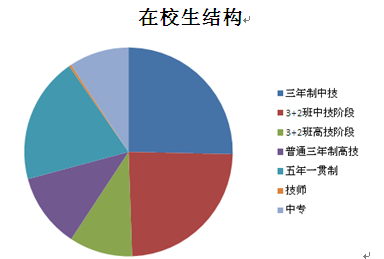 在校生结构
三年制中技
3+2班中技阶段
3+2班高技阶段
普通三年制高技
五年一贯制
技师
中专